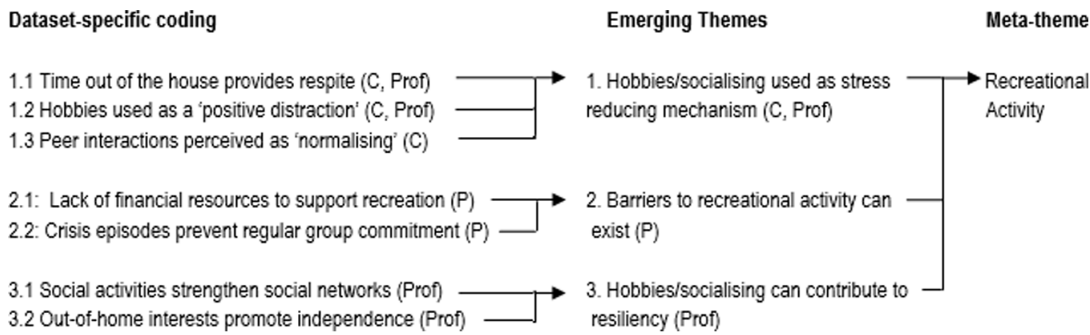 Dataset-specific coding
Emerging Themes
Meta-theme
1.1 Time out of the house provides respite (C, Prof)
1.2 Hobbies used as a ‘positive distraction’ (C, Prof)
1.3 Peer interactions perceived as ‘normalising’ (C)
1. Hobbies/socialising used as stress
reducing mechanism (C, Prof)
Recreational
Activity
2.1:  Lack of financial resources to support recreation (P)
2.2: Crisis episodes prevent regular group commitment (P)
2. Barriers to recreational activity can
exist (P)
3.1 Social activities strengthen social networks (Prof)
3.2 Out-of-home interests promote independence (Prof)
3. Hobbies/socialising can contribute to
resiliency (Prof)